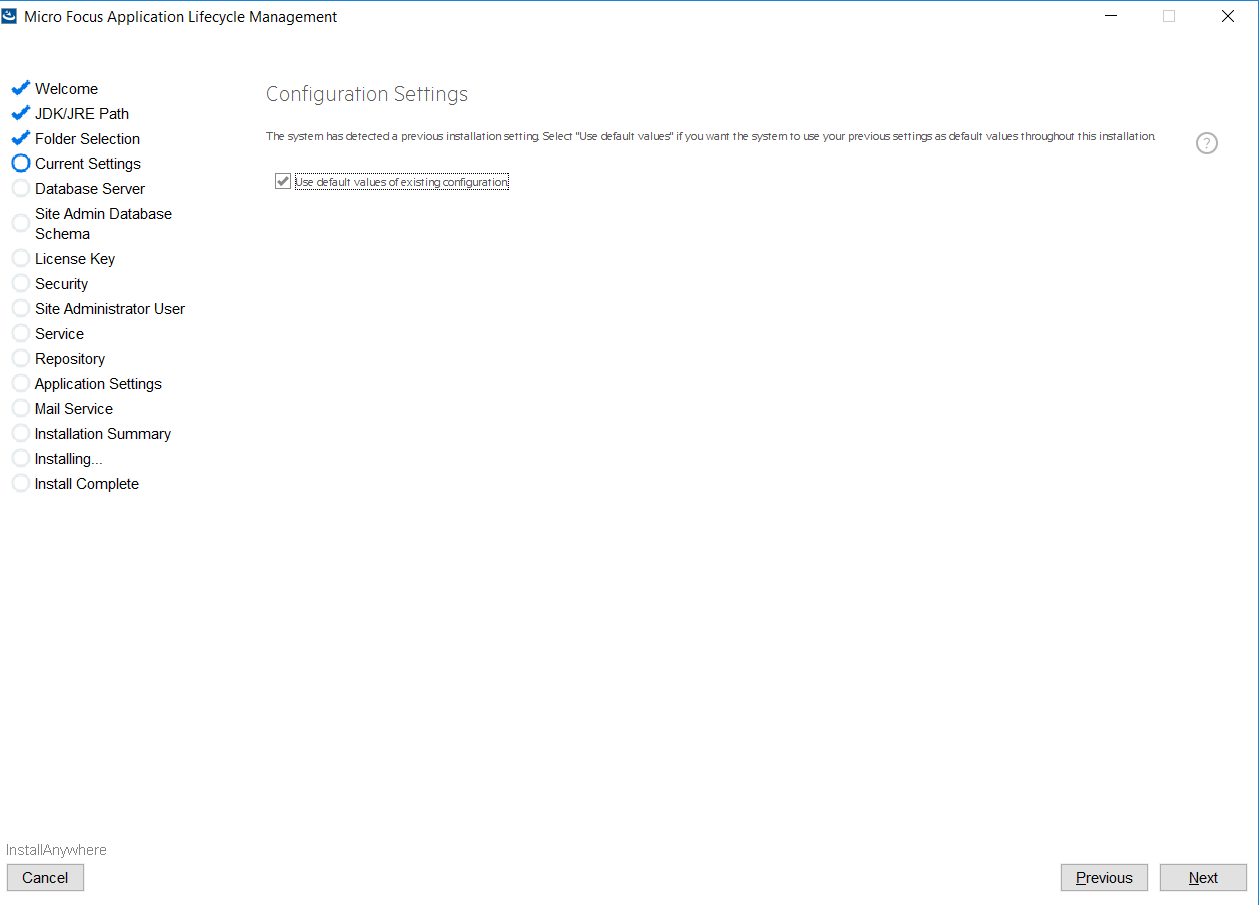 Micro Focus Application Lifecycle Management
Welcome
JDK/JRE Path
Folder Selection
Current Settings
Database Server
Site Admin Database
Schema
License Key
Security
Site Administrator User
Service
Repository
Application Settings
Mail Service
Installation Summary
Installing...
Install Complete
Configuration Settings
The system has detected a previous installation setting. Select "Use default values" if you want the system to use your previous settings as default values throughout this installation.
?
Use default values of existing configuration
InstallAnywhere
Cancel
Previous
Next